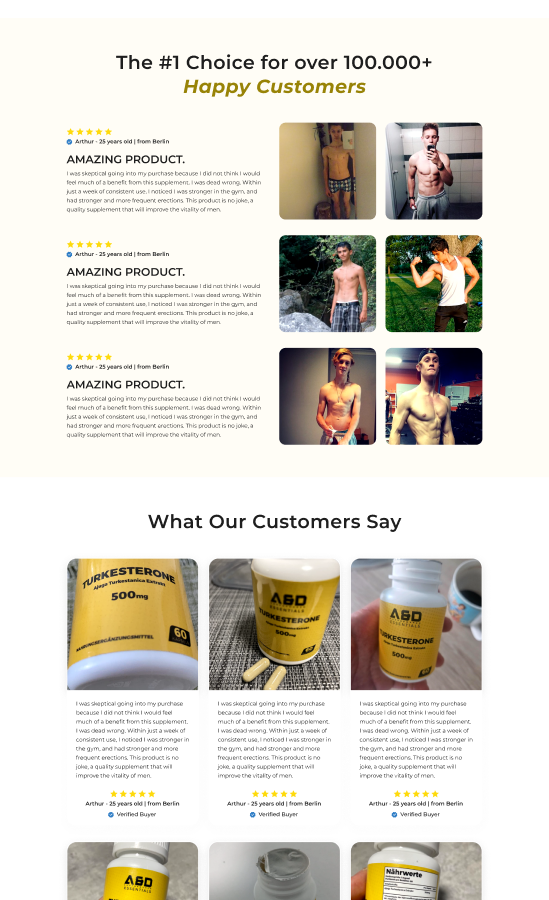 The #1 Choice for over 100.000+
Happy Customers
Arthur - 25 years old | from Berlin
AMAZING PRODUCT.
I was skeptical going into my purchase because I did not think I would
feel much of a benefit from this supplement, I was dead wrong. Within
just a week of consistent use, I noticed I was stronger in the gym, and
had stronger and more frequent erections. This product is no joke, a
quality supplement that will improve the vitality of men.
Arthur - 25 years old | from Berlin
AMAZING PRODUCT.
I was skeptical going into my purchase because I did not think I would
feel much of a benefit from this supplement, I was dead wrong. Within
just a week of consistent use, I noticed I was stronger in the gym, and
had stronger and more frequent erections. This product is no joke, a
quality supplement that will improve the vitality of men.
Arthur - 25 years old | from Berlin
AMAZING PRODUCT.
I was skeptical going into my purchase because I did not think I would
feel much of a benefit from this supplement, I was dead wrong. Within
just a week of consistent use, I noticed I was stronger in the gym, and
had stronger and more frequent erections. This product is no joke, a
quality supplement that will improve the vitality of men.
What Our Customers Say
TURKESTERONE
Ajuga Turkestanica Extrakt
500mg
NAHRUNGSERGÄNZUNGSMITTEL
60
A&D
ESSENTIALS
TURKESTERONE
500mg
60
A&D
ESSENTIALS
TURKESTERONE
500mg
I was skeptical going into my purchase
because I did not think I would feel
much of a benefit from this supplement,
I was dead wrong. Within just a week of
consistent use, I noticed I was stronger in
the gym, and had stronger and more
frequent erections. This product is no
joke, a quality supplement that will
improve the vitality of men.
Arthur - 25 years old | from Berlin
Verified Buyer
I was skeptical going into my purchase
because I did not think I would feel
much of a benefit from this supplement,
I was dead wrong. Within just a week of
consistent use, I noticed I was stronger in
the gym, and had stronger and more
frequent erections. This product is no
joke, a quality supplement that will
improve the vitality of men.
Arthur - 25 years old | from Berlin
Verified Buyer
I was skeptical going into my purchase
because I did not think I would feel
much of a benefit from this supplement,
I was dead wrong. Within just a week of
consistent use, I noticed I was stronger in
the gym, and had stronger and more
frequent erections. This product is no
joke, a quality supplement that will
improve the vitality of men.
Arthur - 25 years old | from Berlin
Verified Buyer
A&D
ESSENTIALS
Nährwerte